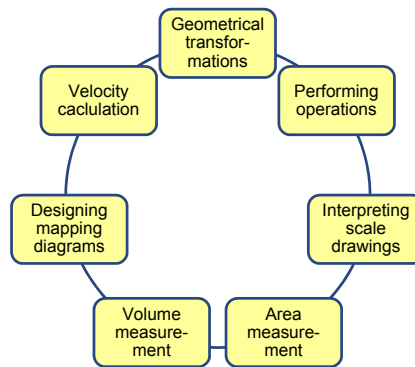 Geometrical
transfor-
mations
Performing
operations
Interpreting
scale
drawings
Area
measure-
ment
Volume
measure-
ment
Designing
mapping
diagrams
Velocity
caclulation